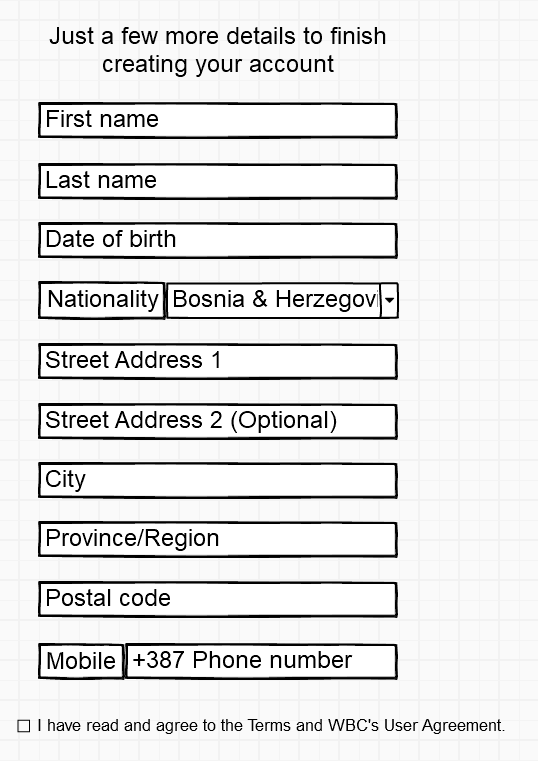 Just a few more details to finish
creating your account
First name
Last name
Date of birth
Nationality Bosnia & Herzegovi
Street Address 1
Street Address 2 (Optional)
City
Province/Region
Postal code
Mobile +387 Phone number
I have read and agree to the Terms and WBC's User Agreement.